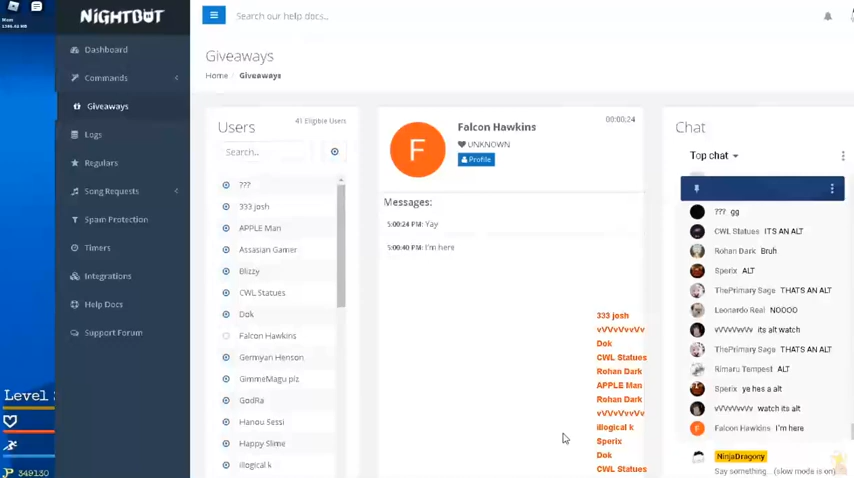 NIGHTBOT
Search our help docs..
Dashboard
Commands
Giveaways
Logs
Regulars
Song Requests
Spam Protection
Timers
Integrations
Help Docs
Support Forum
Level
349130
Giveaways
Home / Giveaways
Users
41 Eligible Users
Search..
???
333 josh
APPLE Man
Assasian Gamer
Blizzy
CWL Statues
Dok
Falcon Hawkins
Germyan Henson
GimmeMagu plz
GodRa
Hanou Sessi
Happy Slime
illogical k
F
Falcon Hawkins
UNKNOWN
Profile
00:00:24
Messages:
5:00:24 PM: Yay
5:00:40 PM: I'm here
333 josh
vVVvVvvVv
Dok
CWL Statues
Rohan Dark
APPLE Man
Rohan Dark
illogical k
Sperix
Dok
CWL Statues
Chat
Top chat
??? gg
CWL Statues ITS AN ALT
Rohan Dark Bruh
Sperix ALT
ThePrimary Sage THATS AN ALT
Leonardo Real NOOOO
its alt watch
ThePrimary Sage THATS AN ALT
Rimaru Tempest ALT
Sperix ye hes a alt
watch its alt
F Falcon Hawkins I'm here
NinjaDragony
Say something... (slow mode is on)